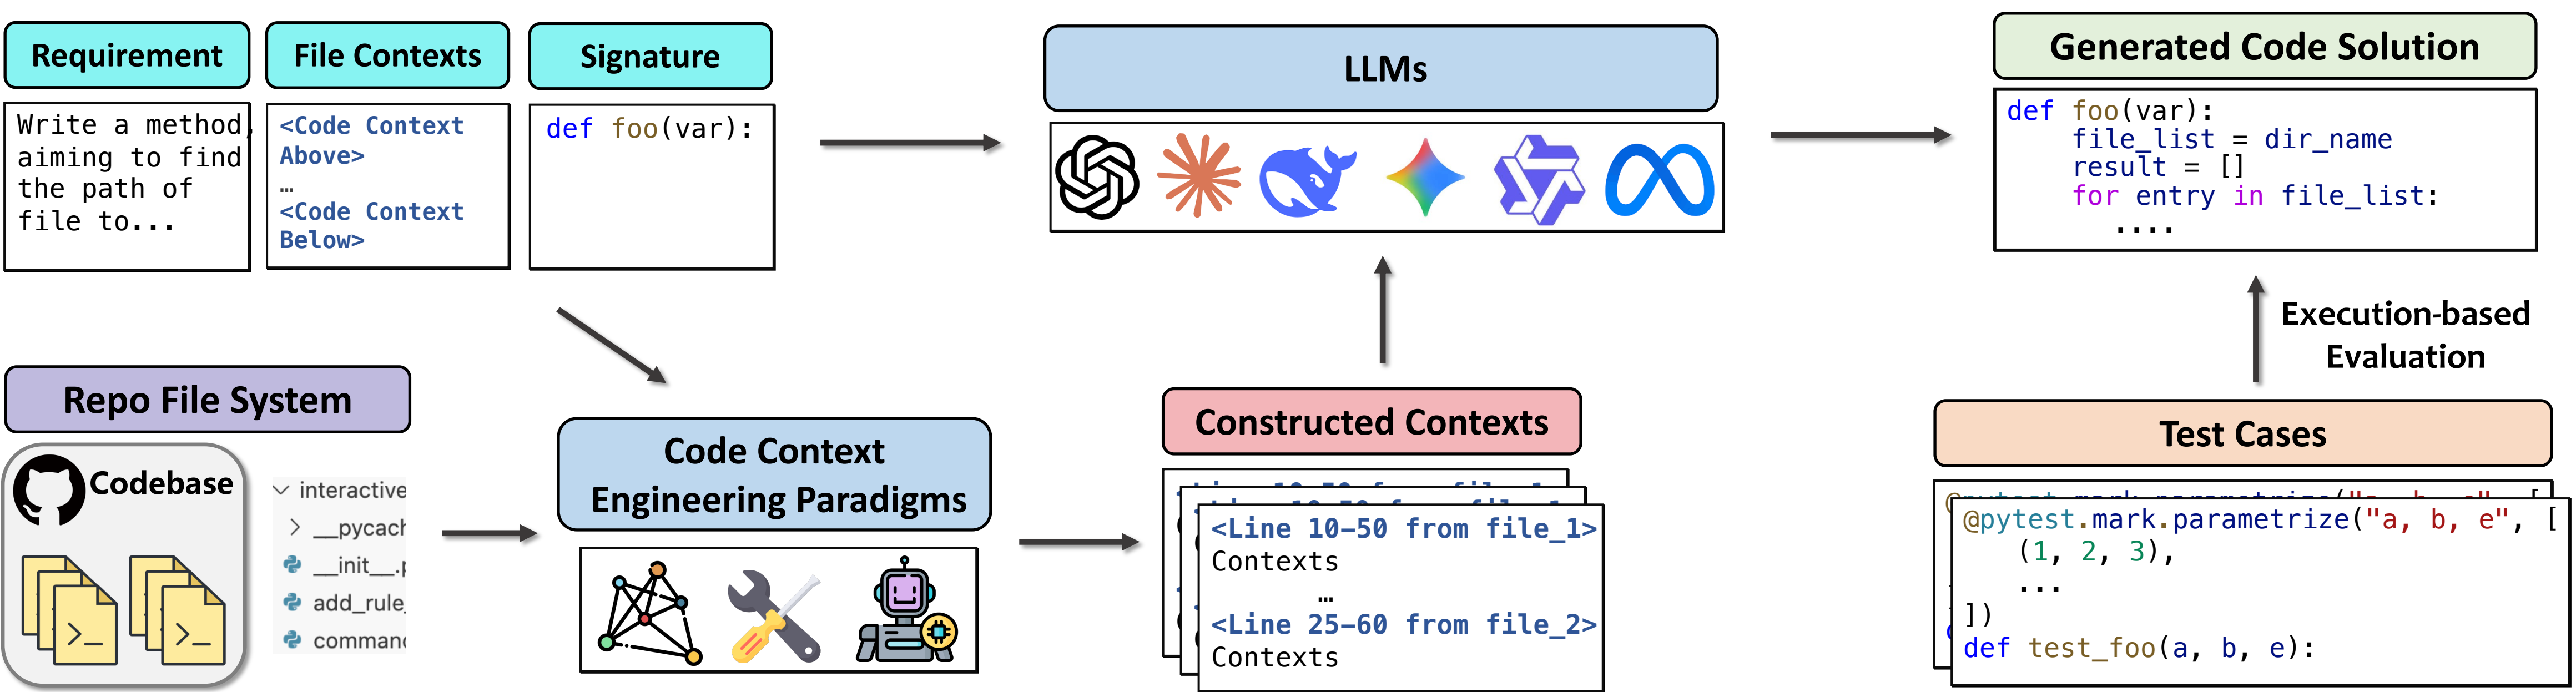 Requirement
Write a method,
aiming to find
the path of
file to...
File Contexts
<Code Context
Above>
…
<Code Context
Below>
Signature
def foo(var):
LLMs
Generated Code Solution
def foo(var):
file_list = dir_name
result = []
for entry in file_list:
....
Repo File System
Codebase
interactive
__pycach
__init__.p
add_rule_
command
Code Context
Engineering Paradigms
Constructed Contexts
<Line 10-50 from file_1>
Contexts
…
<Line 25-60 from file_2>
Contexts
Execution-based
Evaluation
Test Cases
@pytest.mark.parametrize("a, b, e", [
(1, 2, 3),
...
])
def test_foo(a, b, e):